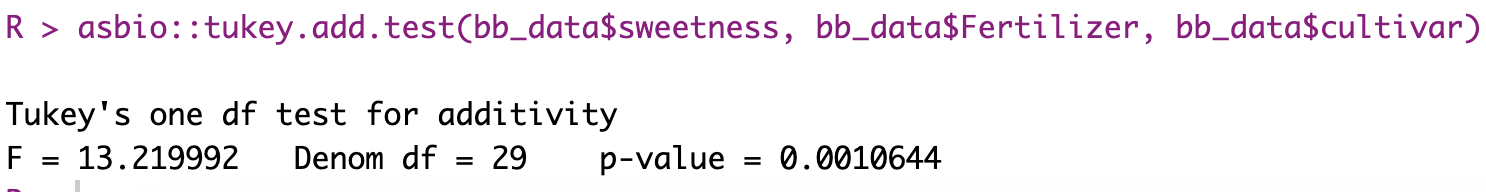 R > asbio::tukey.add.test(bb_data$sweetness, bb_data$Fertilizer, bb_data$cultivar)
Tukey's one df test for additivity
F = 13.219992   Denom df = 29    p-value = 0.0010644